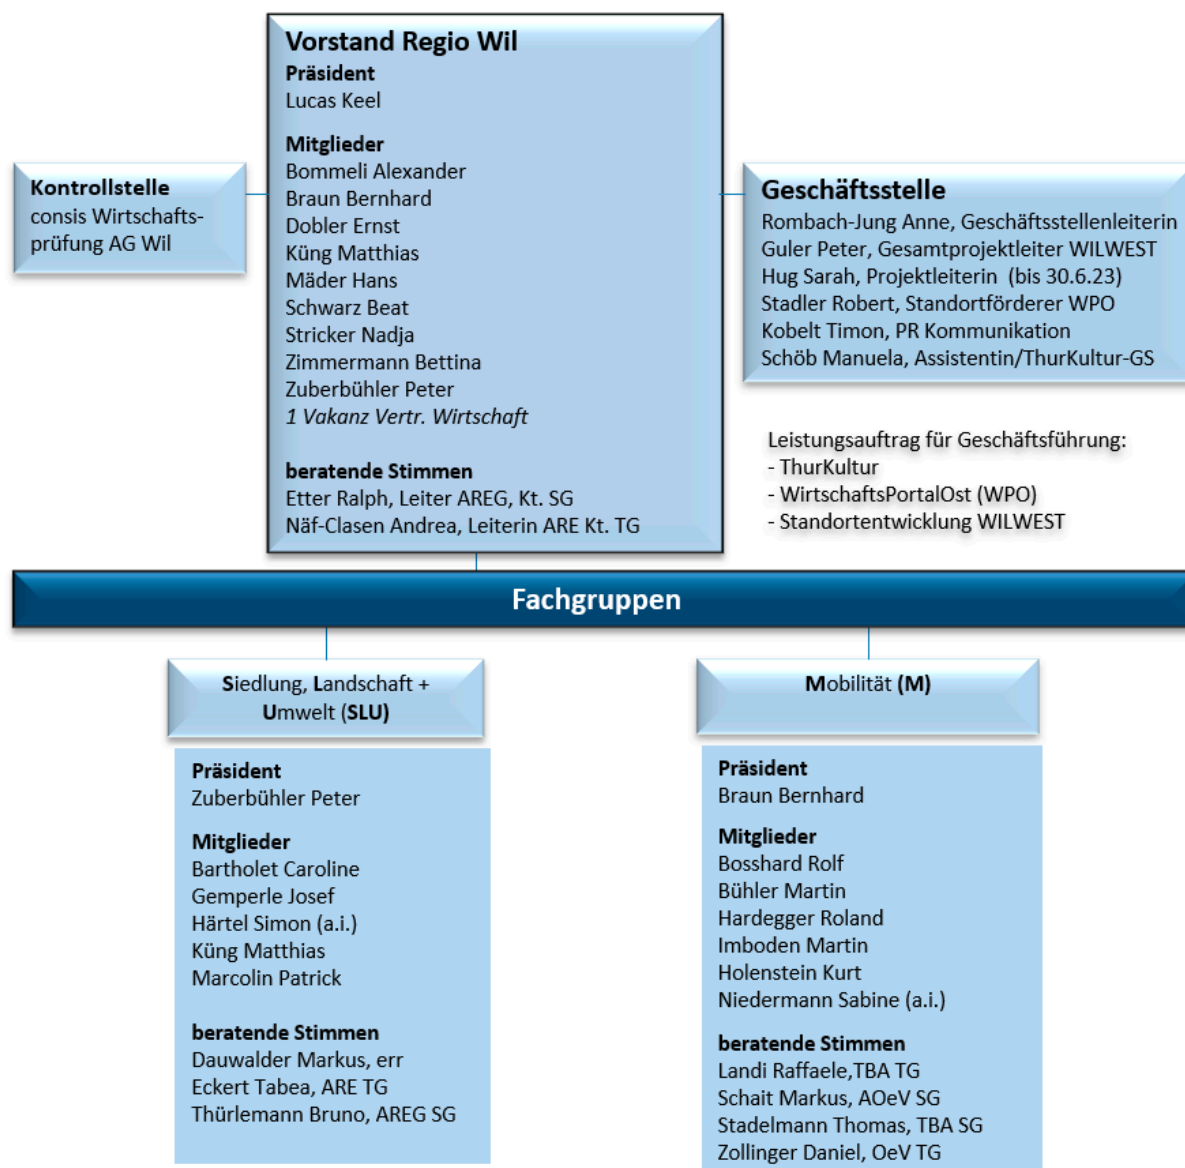 Vorstand Regio Wil
Präsident
Lucas Keel
Mitglieder
Bommeli Alexander
Braun Bernhard
Dobler Ernst
Küng Matthias
Mäder Hans
Schwarz Beat
Stricker Nadja
Zimmermann Bettina
Zuberbühler Peter
1 Vakanz Vertr. Wirtschaft
beratende Stimmen
Etter Ralph, Leiter AREG, Kt. SG
Näf-Clasen Andrea, Leiterin ARE Kt. TG
Kontrollstelle
consis Wirtschafts-
prüfung AG Wil
Geschäftsstelle
Rombach-Jung Anne, Geschäftsstellenleiterin
Guler Peter, Gesamtprojektleiter WILWEST
Hug Sarah, Projektleiterin (bis 30.6.23)
Stadler Robert, Standortförderer WPO
Kobelt Timon, PR Kommunikation
Schöb Manuela, Assistentin/ThurKultur-GS
Leistungsauftrag für Geschäftsführung:
- ThurKultur
- WirtschaftsPortalOst (WPO)
- Standortentwicklung WILWEST
Fachgruppen
Siedlung, Landschaft +
Umwelt (SLU)
Präsident
Zuberbühler Peter
Mitglieder
Bartholet Caroline
Gemperle Josef
Härtel Simon (a.i.)
Küng Matthias
Marcolin Patrick
beratende Stimmen
Dauwalder Markus, err
Eckert Tabea, ARE TG
Thürlemann Bruno, AREG SG
Mobilität (M)
Präsident
Braun Bernhard
Mitglieder
Bosshard Rolf
Bühler Martin
Hardegger Roland
Imboden Martin
Holenstein Kurt
Niedermann Sabine (a.i.)
beratende Stimmen
Landi Raffaele,TBA TG
Schait Markus, AOeV SG
Stadelmann Thomas, TBA SG
Zollinger Daniel, OeV TG